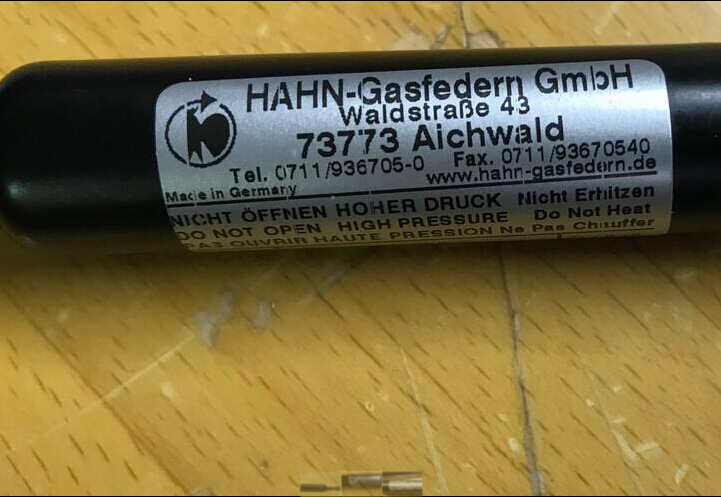 HAHN-Gasfedern GmbH
Waldstraße 43
73773 Aichwald
Tel. 0711/936705-0 Fax. 0711/93670540
www.hahn-gasfedern.de
Made in Germany
NICHT ÖFFNEN HOHER DRUCK Nicht Erhitzen
DO NOT OPEN HIGH PRESSURE Do Not Heat
PAS OUVRIR HAUTE PRESSION Ne Pas Chauffer